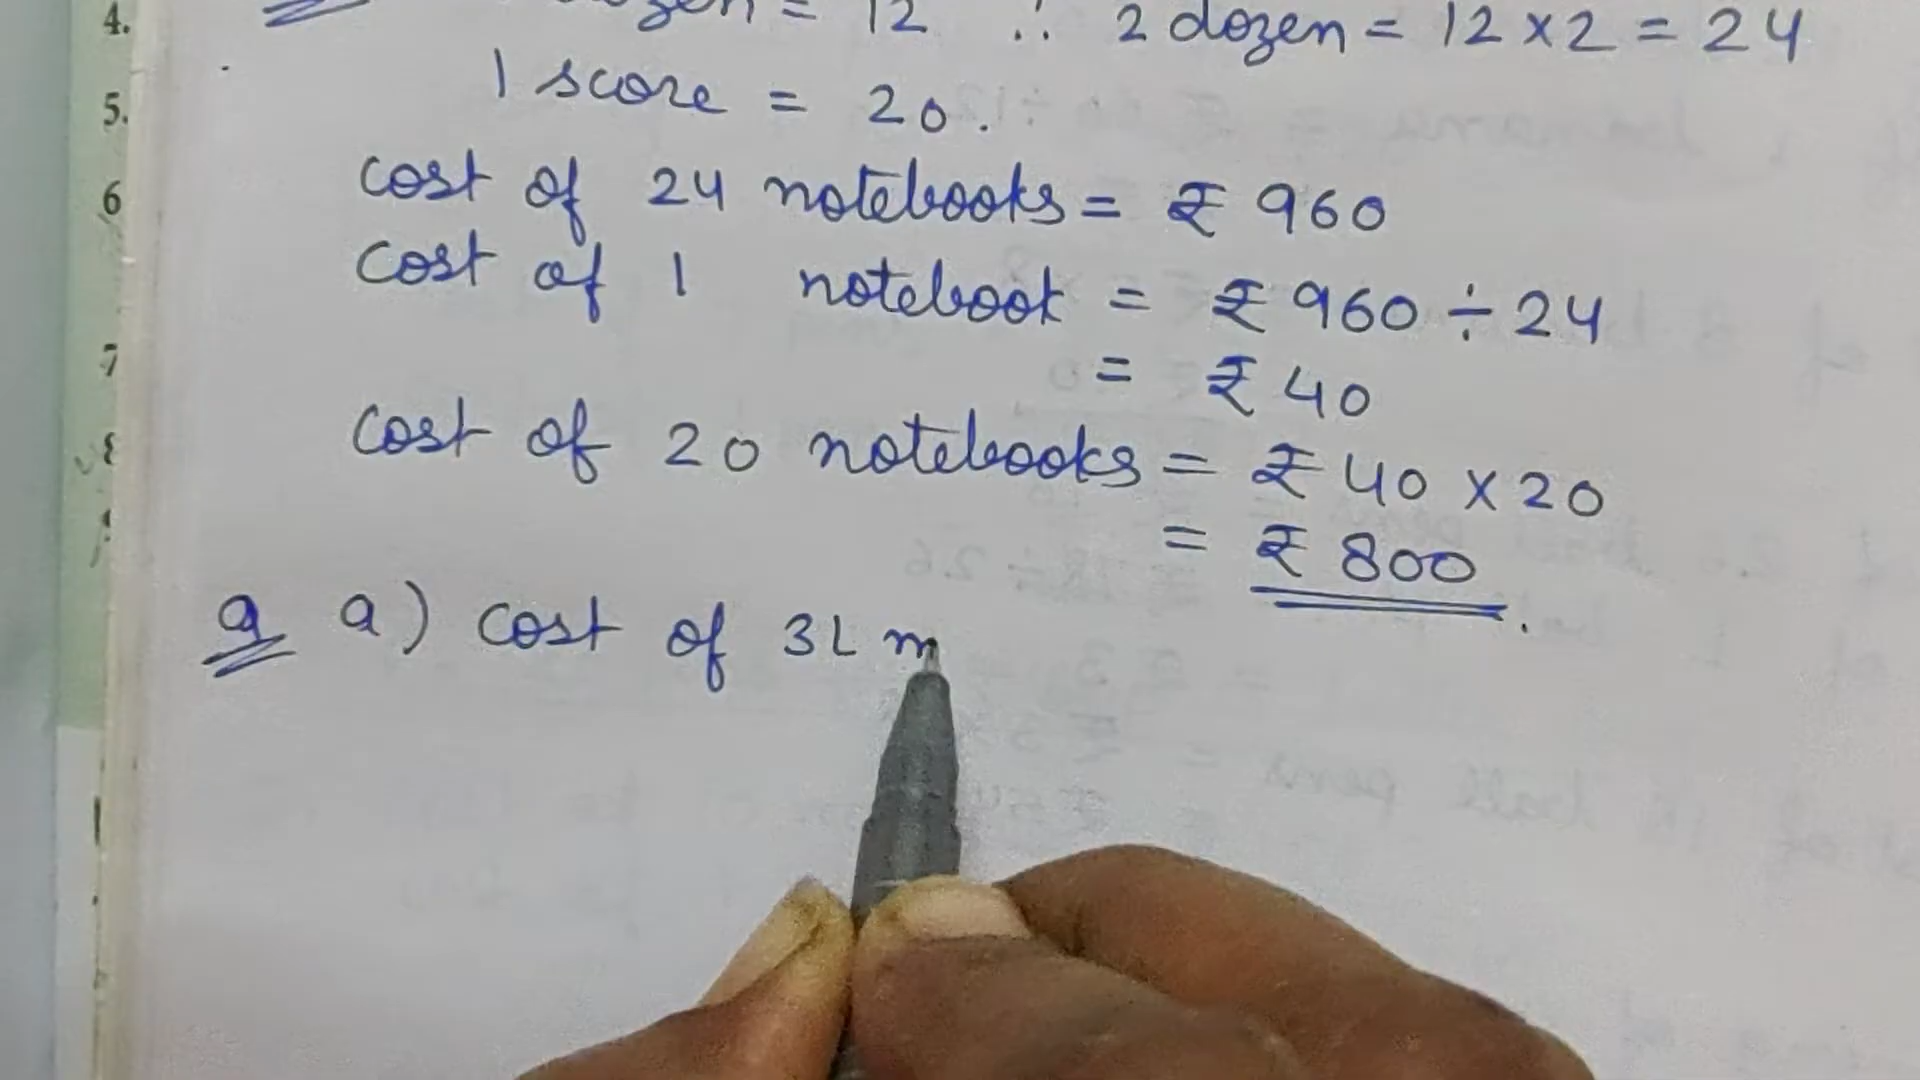 4.
5.
6
7
8
dozen = 12 ∴ 2 dozen = 12 × 2 = 24
1 score = 20.
cost of 24 notebooks = ₹ 960
cost of 1 notebook = ₹ 960 ÷ 24
= ₹ 40
cost of 20 notebooks = ₹ 40 × 20
= ₹ 800.
9 a) cost of 3L m